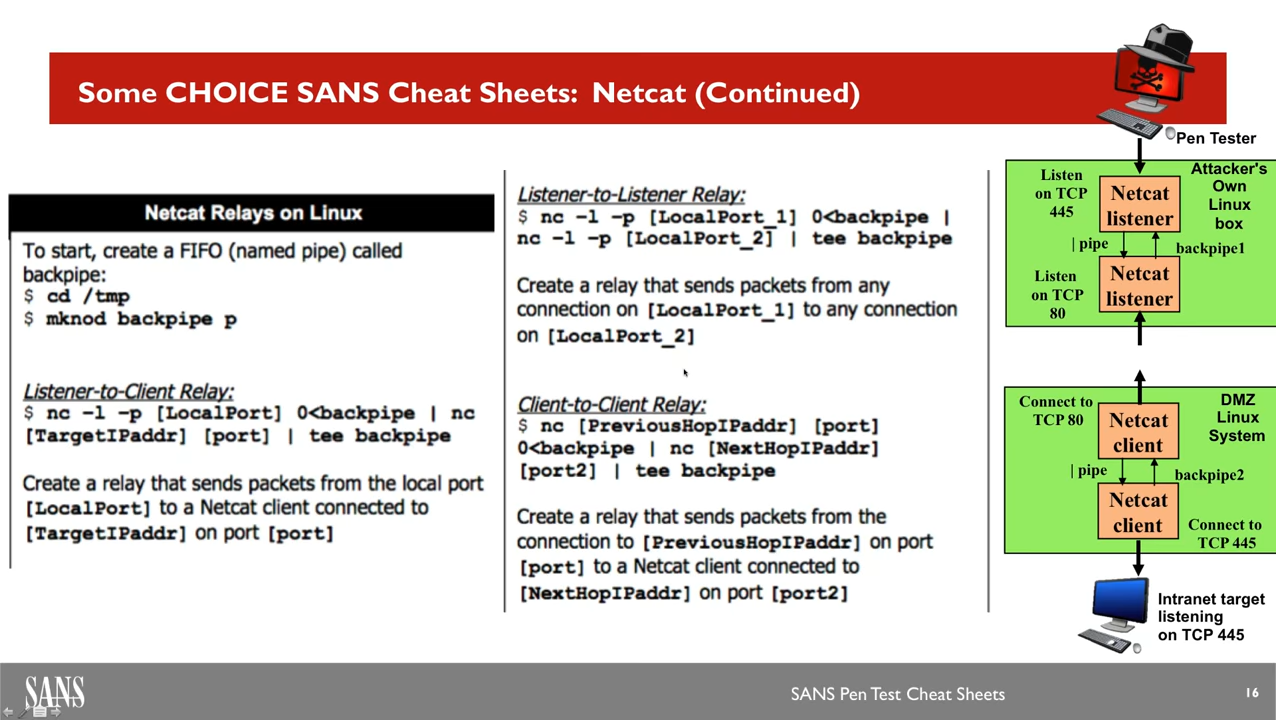 Some CHOICE SANS Cheat Sheets: Netcat (Continued)
Netcat Relays on Linux
To start, create a FIFO (named pipe) called
backpipe:
$ cd /tmp
$ mknod backpipe p
Listener-to-Client Relay:
$ nc -l -p [LocalPort] 0<backpipe | nc
[TargetIPaddr] [port] | tee backpipe
Create a relay that sends packets from the local port
[LocalPort] to a Netcat client connected to
[TargetIPaddr] on port [port]
Listener-to-Listener Relay:
$ nc -l -p [LocalPort_1] 0<backpipe |
nc -l -p [LocalPort_2] | tee backpipe
Create a relay that sends packets from any
connection on [LocalPort_1] to any connection
on [LocalPort_2]
Client-to-Client Relay:
$ nc [PreviousHopIPaddr] [port]
0<backpipe | nc [NextHopIPaddr]
[port2] | tee backpipe
Create a relay that sends packets from the
connection to [PreviousHopIPaddr] on port
[port] to a Netcat client connected to
[NextHopIPaddr] on port [port2]
Pen Tester
Attacker's
Own
Linux
box
Listen
on TCP
445
Netcat
listener
| pipe
backpipe1
Listen
on TCP
80
Netcat
listener
Connect to
TCP 80
Netcat
client
DMZ
Linux
System
| pipe
backpipe2
Netcat
client
Connect to
TCP 445
Intranet target
listening
on TCP 445
SANS
SANS Pen Test Cheat Sheets
16